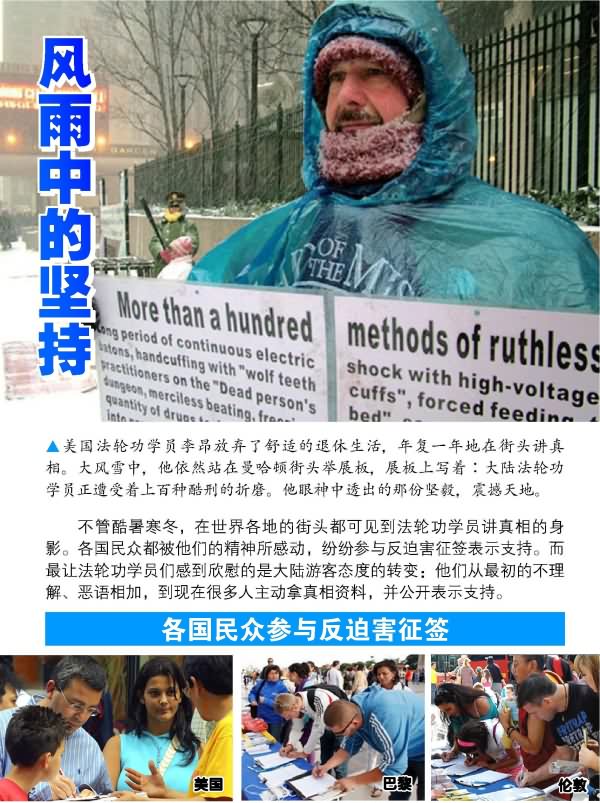 风雨中的坚持
OF
THE
More than a hundred
ong period of continuous electric
batons, handcuffing with "wolf teeth
practitioners on the "Dead person's
dungeon, merciless beating,
quantity of drugs
methods of ruthless
shock with high-voltage
cuffs", forced feeding,
bed",
▲美国法轮功学员李昂放弃了舒适的退休生活，年复一年地在街头讲真
相。大风雪中，他依然站在曼哈顿街头举展板，展板上写着：大陆法轮功
学员正遭受着上百种酷刑的折磨。他眼神中透出的那份坚毅，震撼天地。
不管酷暑寒冬，在世界各地的街头都可见到法轮功学员讲真相的身
影。各国民众都被他们的精神所感动，纷纷参与反迫害征签表示支持。而
最让法轮功学员们感到欣慰的是大陆游客态度的转变；他们从最初的不理
解、恶语相加，到现在很多人主动拿真相资料，并公开表示支持。
各国民众参与反迫害征签
美国
巴黎
伦敦